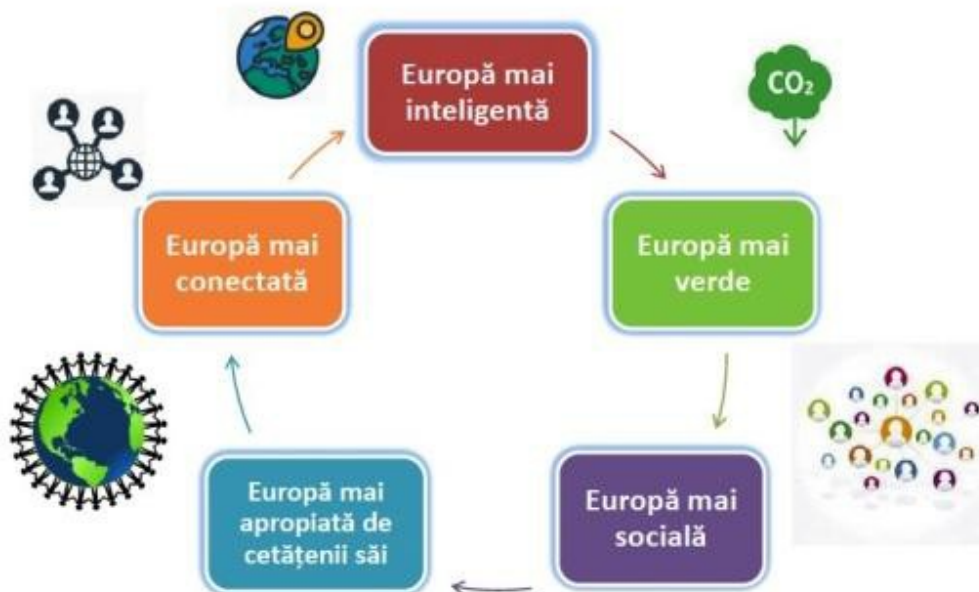 Europă mai
inteligentă
CO₂
Europă mai
conectată
Europă mai
verde
Europă mai
apropiată de
cetățenii săi
Europă mai
socială